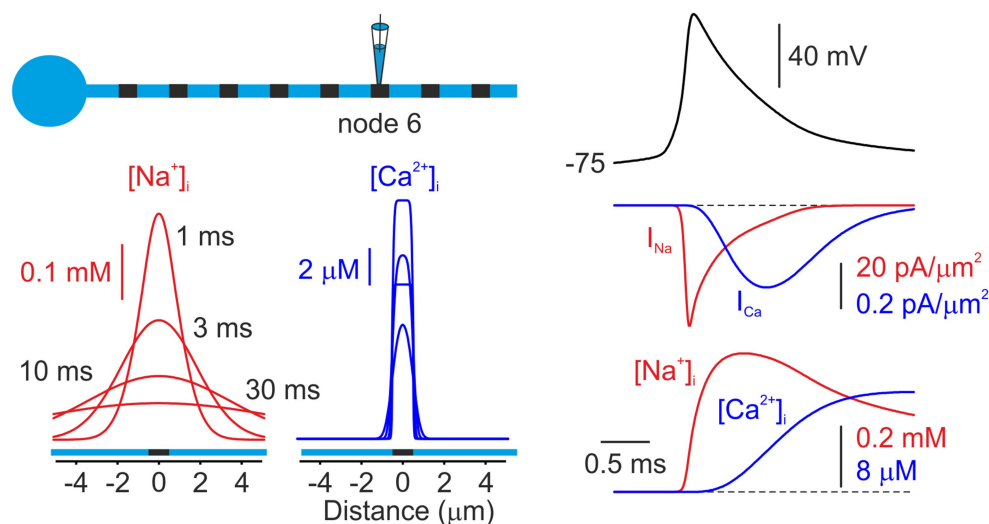 node 6
[Na⁺]ᵢ
[Ca²⁺]ᵢ
1 ms
0.1 mM
2 μM
3 ms
10 ms
30 ms
-4 -2 0 2 4
-4 -2 0 2 4
Distance (μm)
40 mV
-75
I_Na
I_Ca
20 pA/μm²
0.2 pA/μm²
[Na⁺]ᵢ
[Ca²⁺]ᵢ
0.5 ms
0.2 mM
8 μM